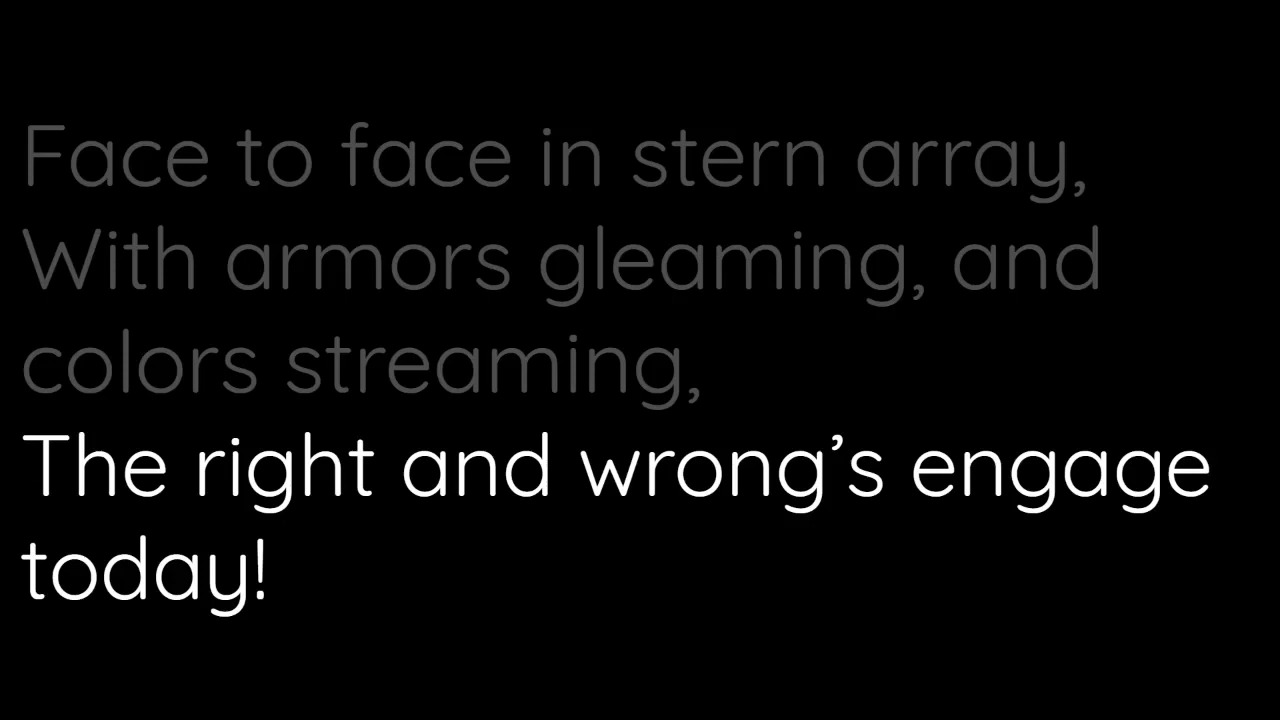 Face to face in stern array,
With armors gleaming, and
colors streaming,
The right and wrong’s engage
today!